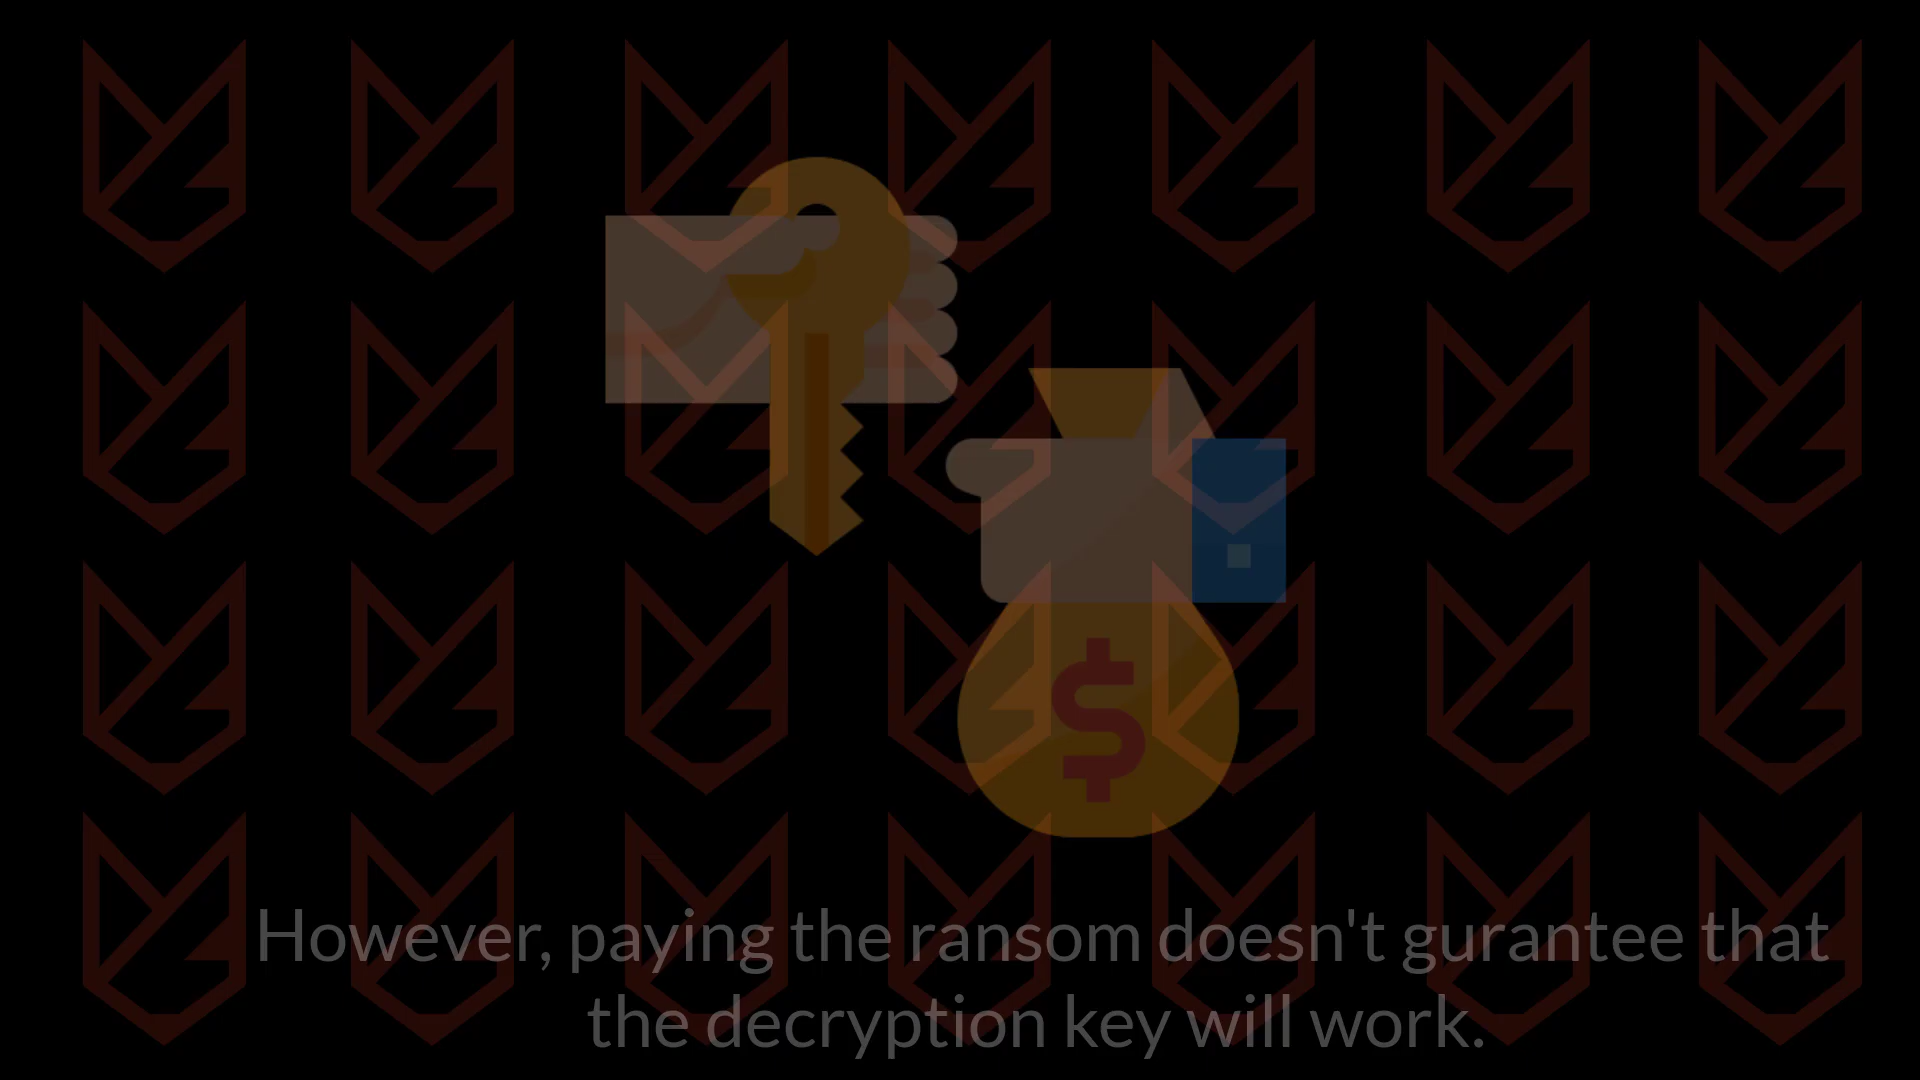 However, paying the ransom doesn't gurantee that
the decryption key will work.
$